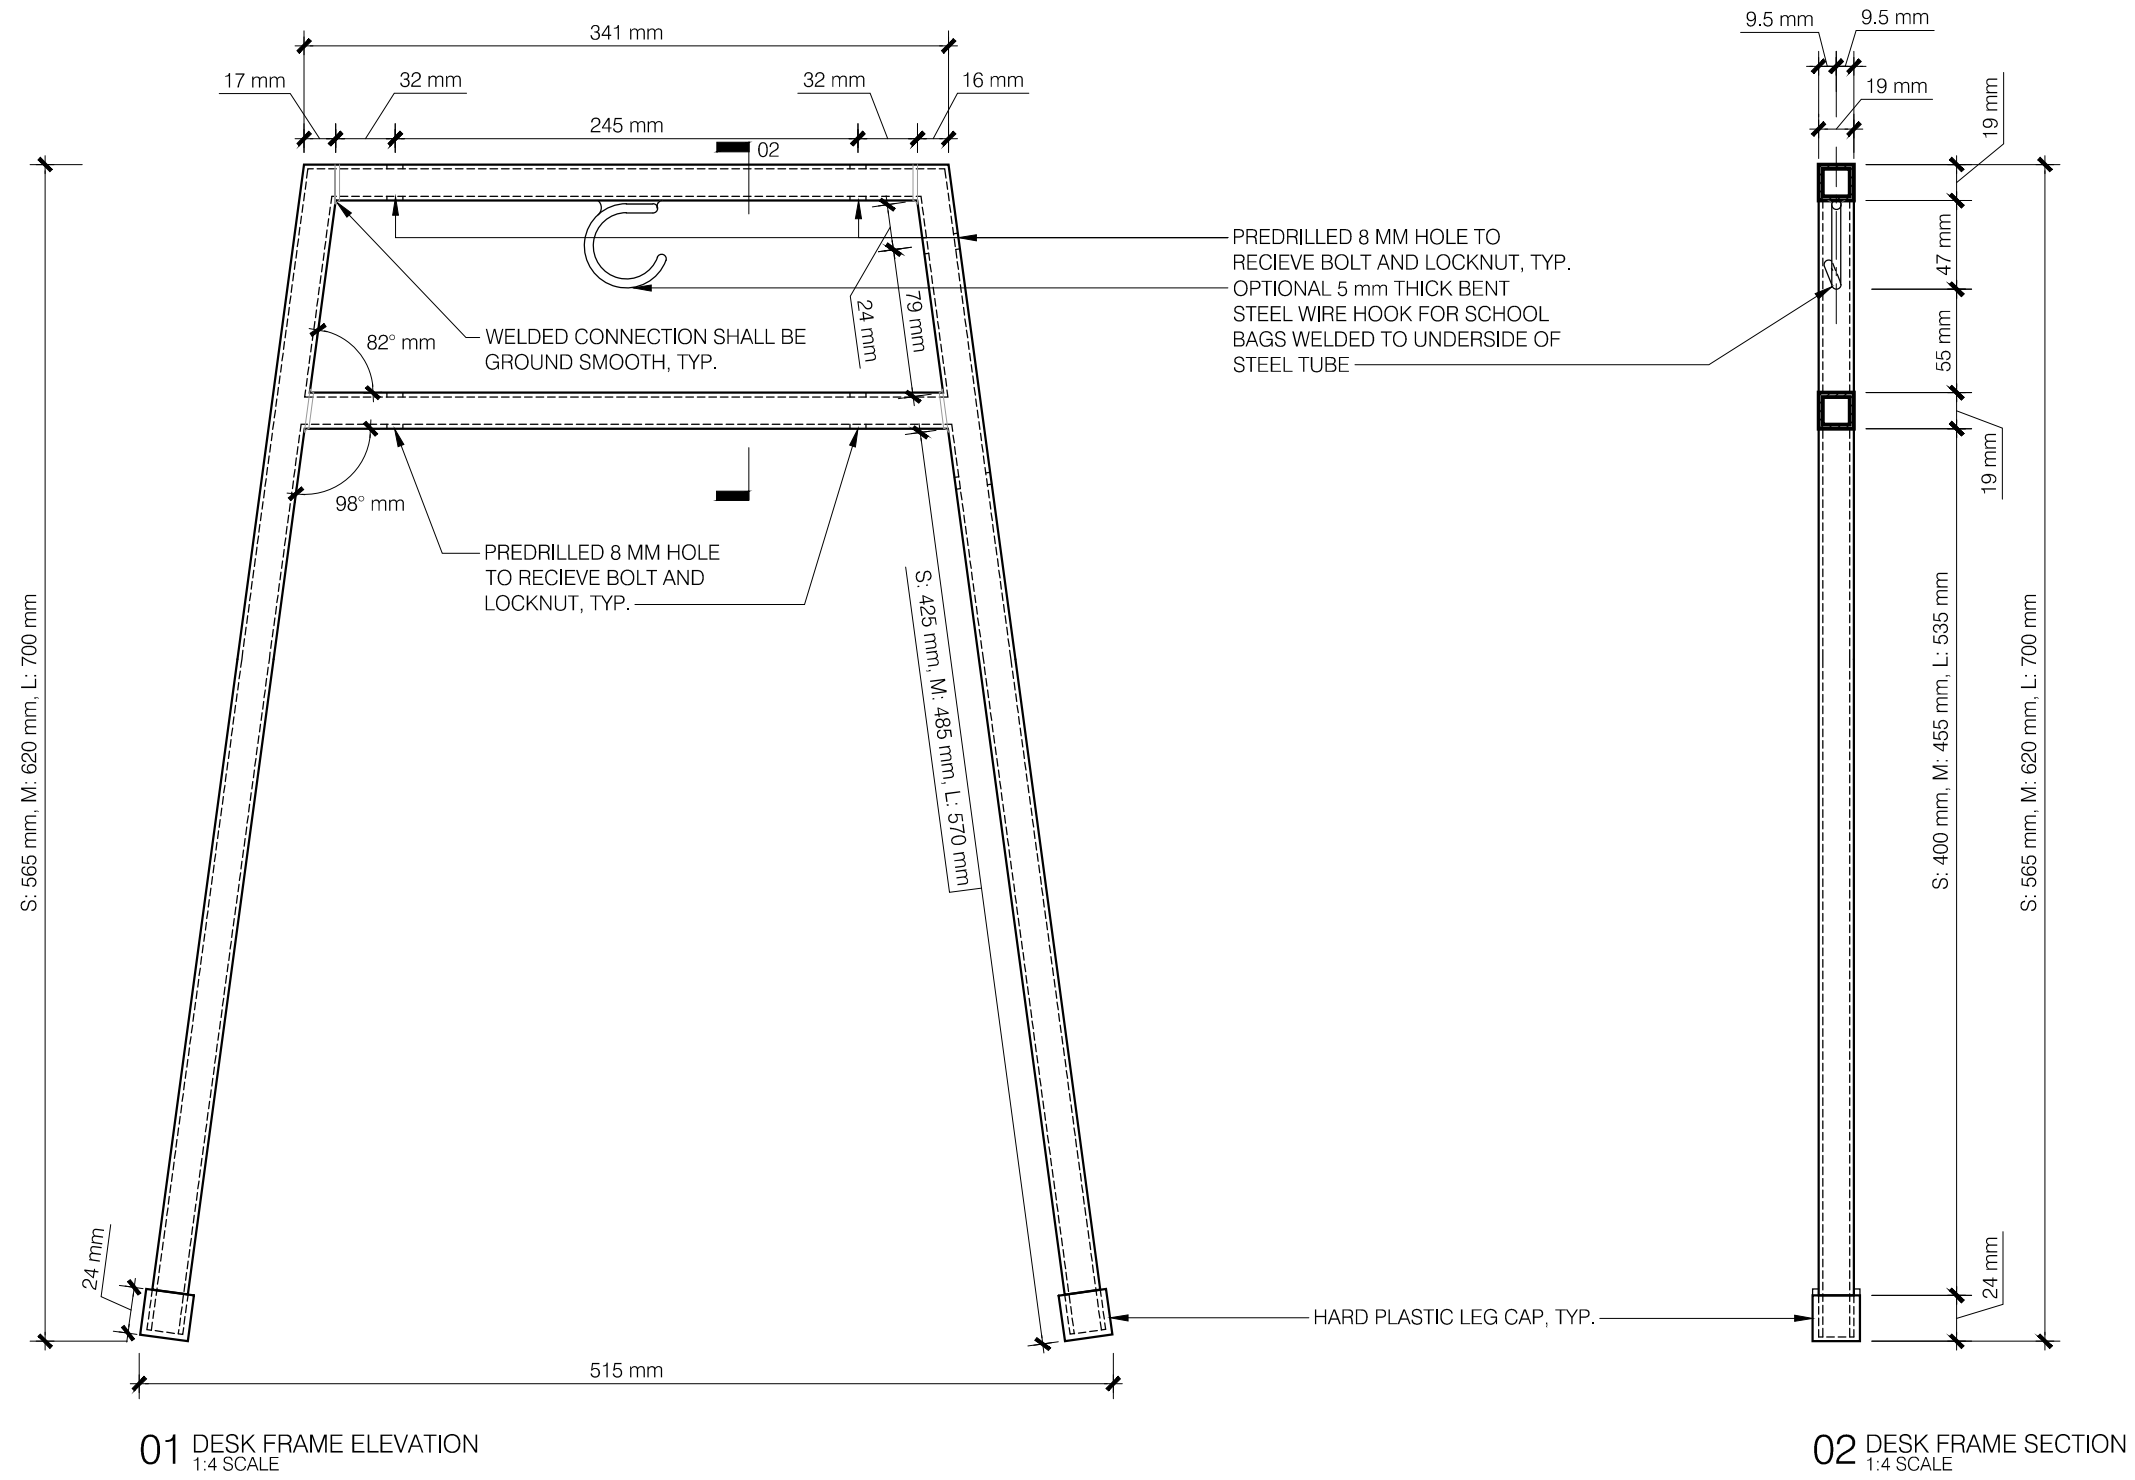 341 mm
17 mm
32 mm
32 mm
16 mm
245 mm
02
PREDRILLED 8 MM HOLE TO
RECIEVE BOLT AND LOCKNUT, TYP.
OPTIONAL 5 mm THICK BENT
STEEL WIRE HOOK FOR SCHOOL
BAGS WELDED TO UNDERSIDE OF
STEEL TUBE
24 mm
79 mm
WELDED CONNECTION SHALL BE
GROUND SMOOTH, TYP.
82° mm
98° mm
PREDRILLED 8 MM HOLE
TO RECIEVE BOLT AND
LOCKNUT, TYP.
S: 425 mm, M: 485 mm, L: 570 mm
S: 565 mm, M: 620 mm, L: 700 mm
24 mm
515 mm
HARD PLASTIC LEG CAP, TYP.
01 DESK FRAME ELEVATION
1:4 SCALE
9.5 mm
9.5 mm
19 mm
19 mm
47 mm
55 mm
19 mm
S: 400 mm, M: 455 mm, L: 535 mm
S: 565 mm, M: 620 mm, L: 700 mm
24 mm
02 DESK FRAME SECTION
1:4 SCALE